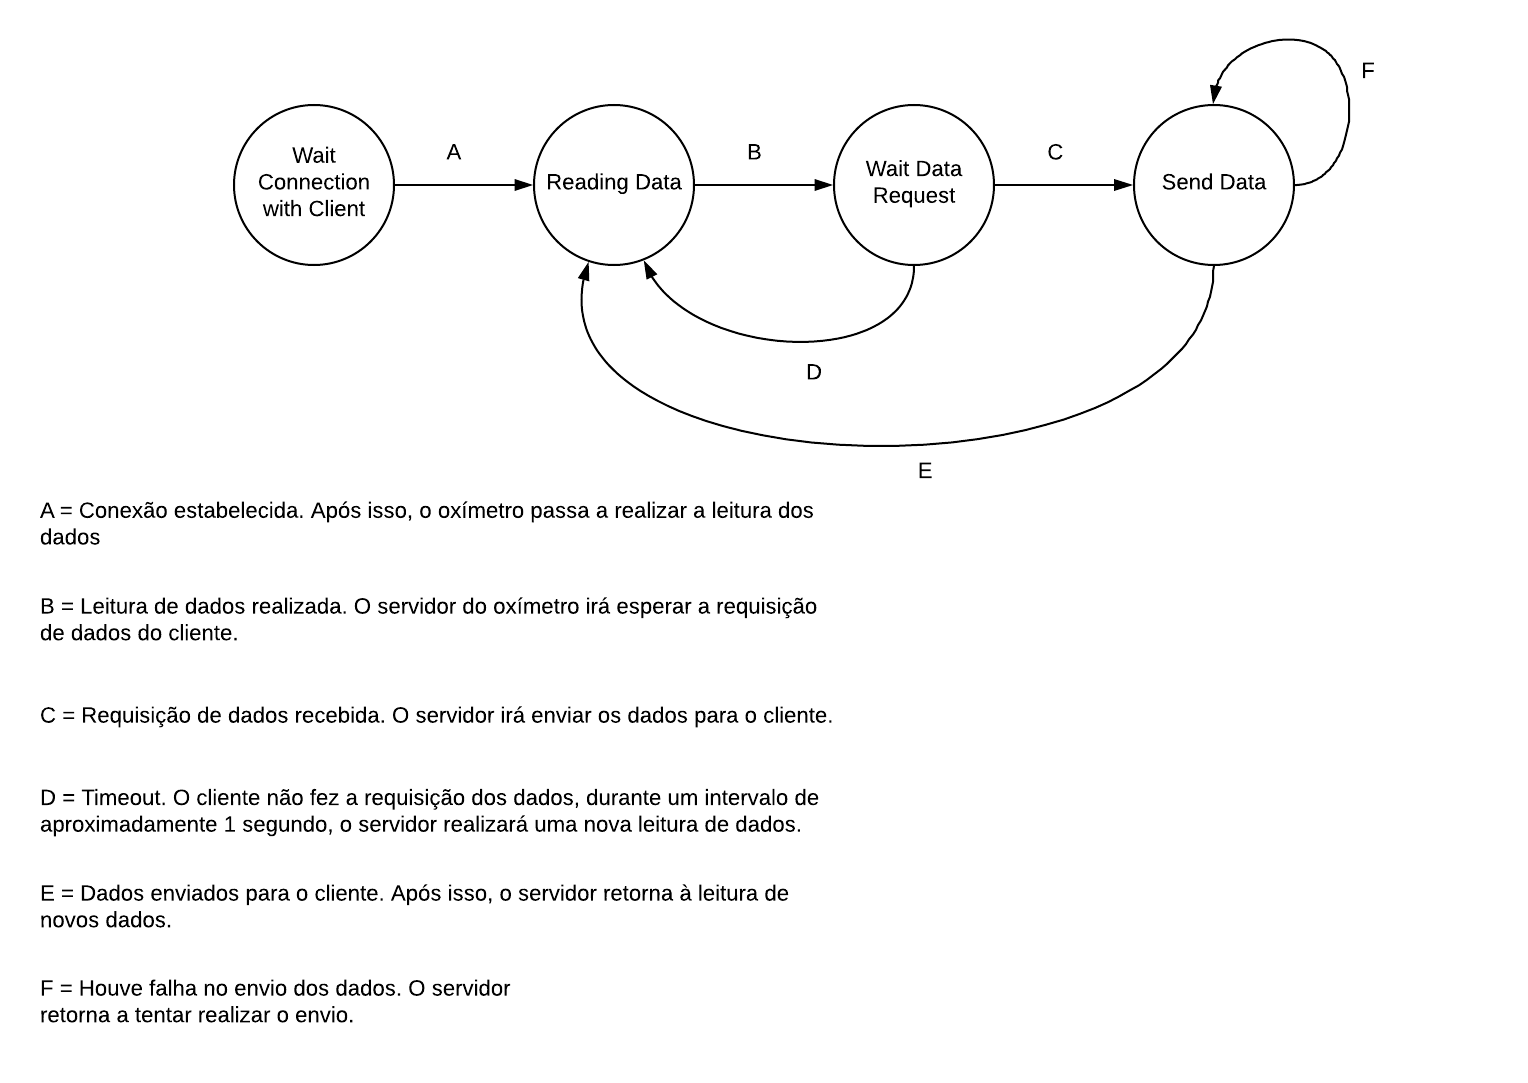 F
Wait
Connection
with Client
A
Reading Data
B
Wait Data
Request
C
Send Data
D
E
A = Conexão estabelecida. Após isso, o oxímetro passa a realizar a leitura dos
dados
B = Leitura de dados realizada. O servidor do oxímetro irá esperar a requisição
de dados do cliente.
C = Requisição de dados recebida. O servidor irá enviar os dados para o cliente.
D = Timeout. O cliente não fez a requisição dos dados, durante um intervalo de
aproximadamente 1 segundo, o servidor realizará uma nova leitura de dados.
E = Dados enviados para o cliente. Após isso, o servidor retorna à leitura de
novos dados.
F = Houve falha no envio dos dados. O servidor
retorna a tentar realizar o envio.